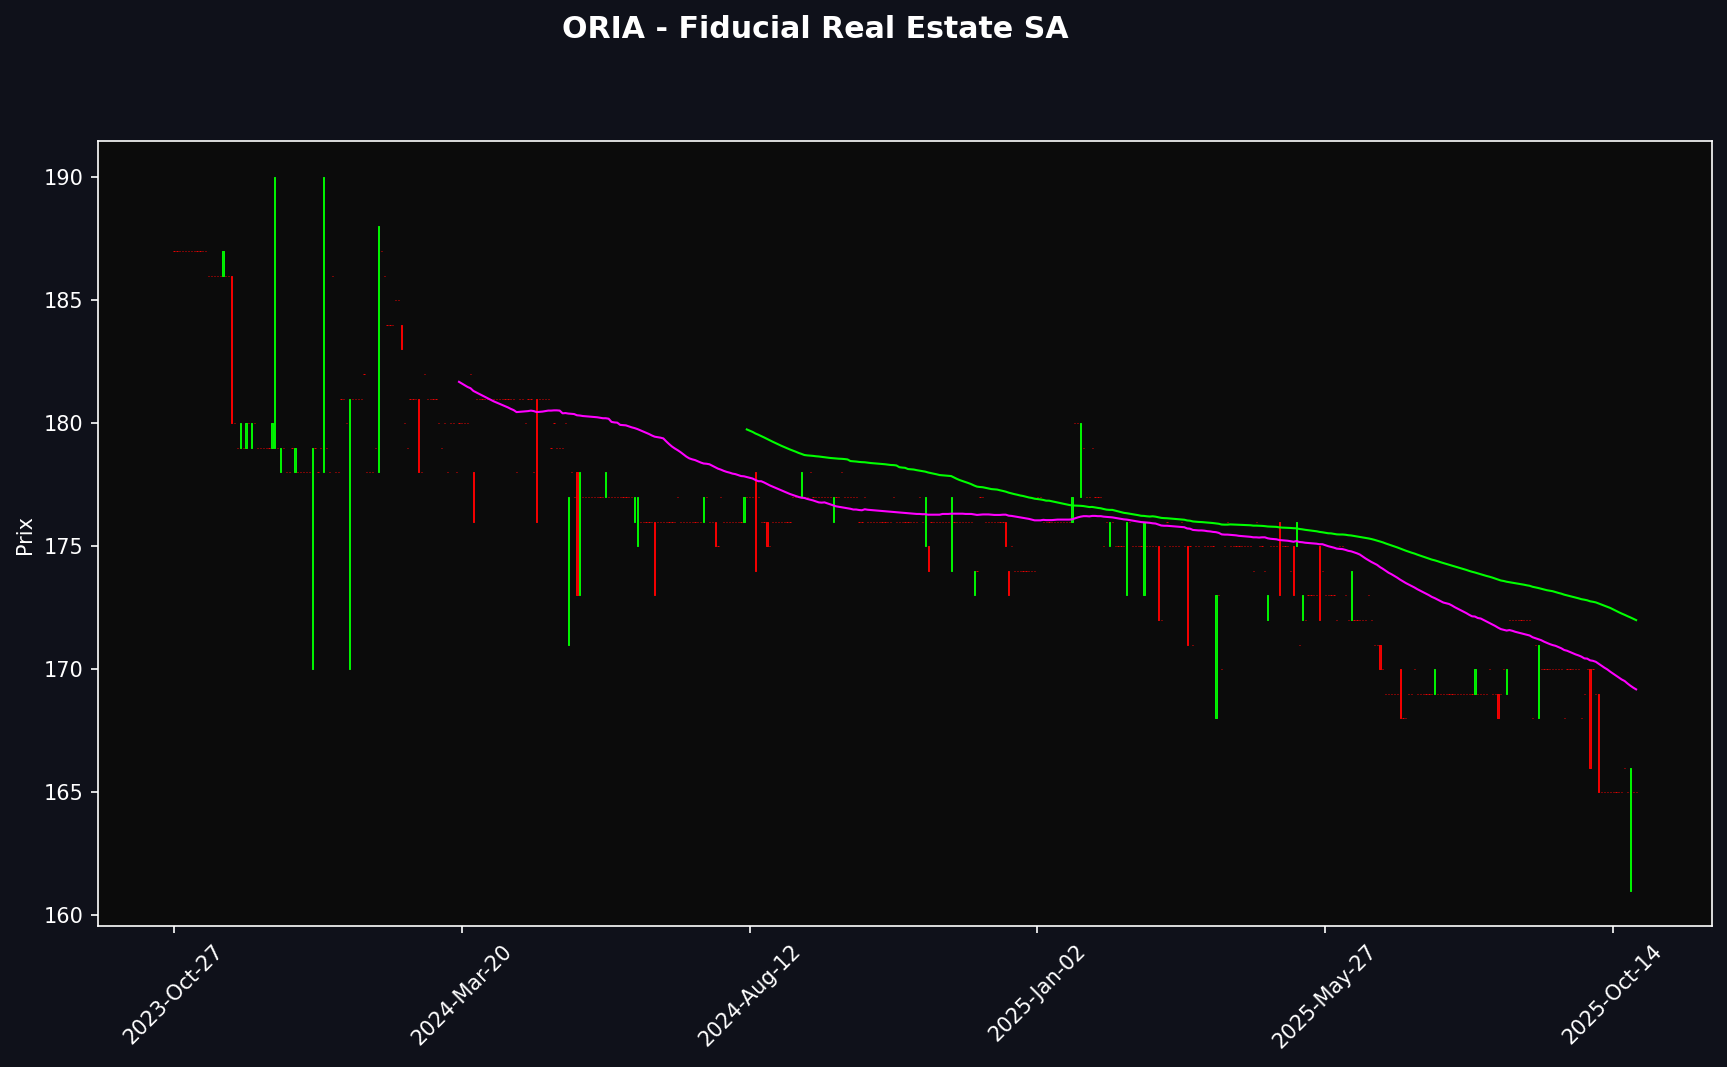 ORIA - Fiducial Real Estate SA
Prix
190
185
180
175
170
165
160
2023-Oct-27
2024-Mar-20
2024-Aug-12
2025-Jan-02
2025-May-27
2025-Oct-14